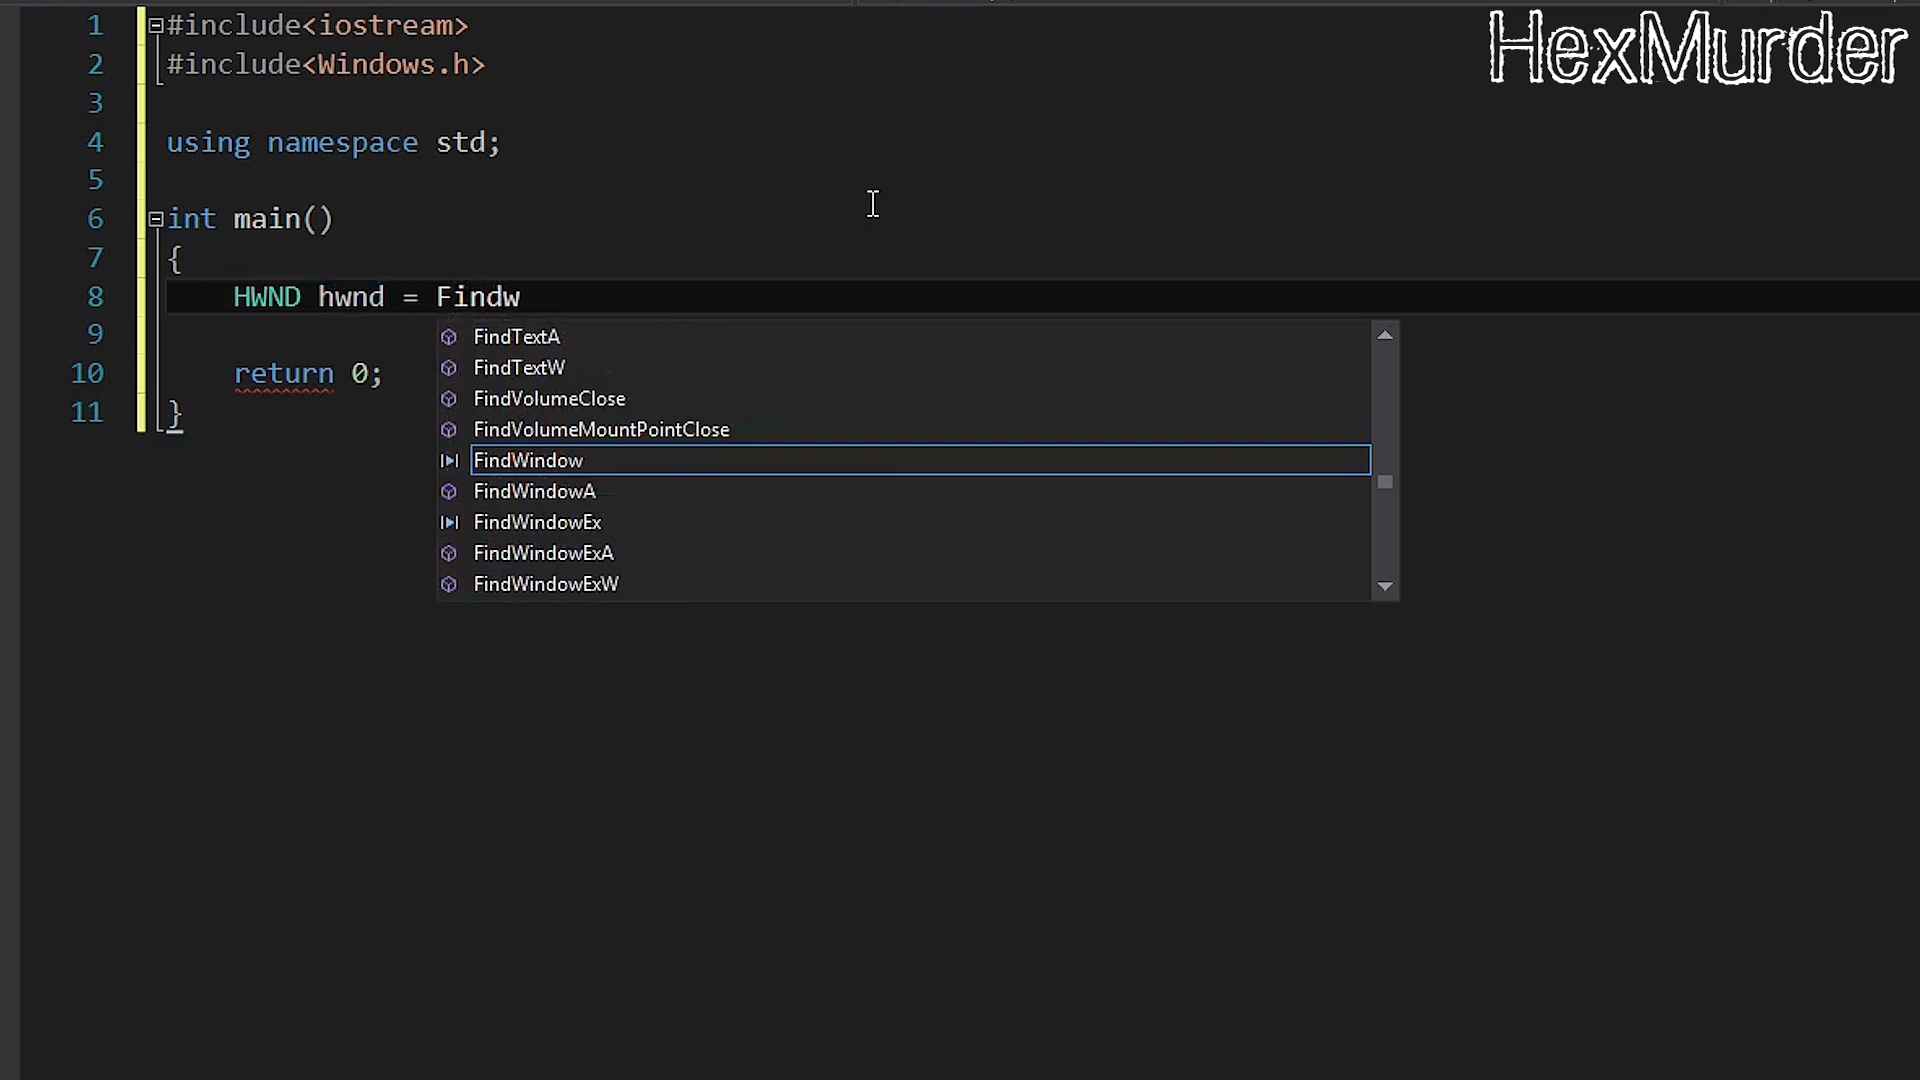 HexMurder
1 #include<iostream>
2 #include<Windows.h>
3
4 using namespace std;
5
6 int main()
7 {
8 HWND hwnd = Findw
FindTextA
FindTextW
FindVolumeClose
FindVolumeMountPointClose
FindWindow
FindWindowA
FindWindowEx
FindWindowExA
FindWindowExW
9
10 return 0;
11 }